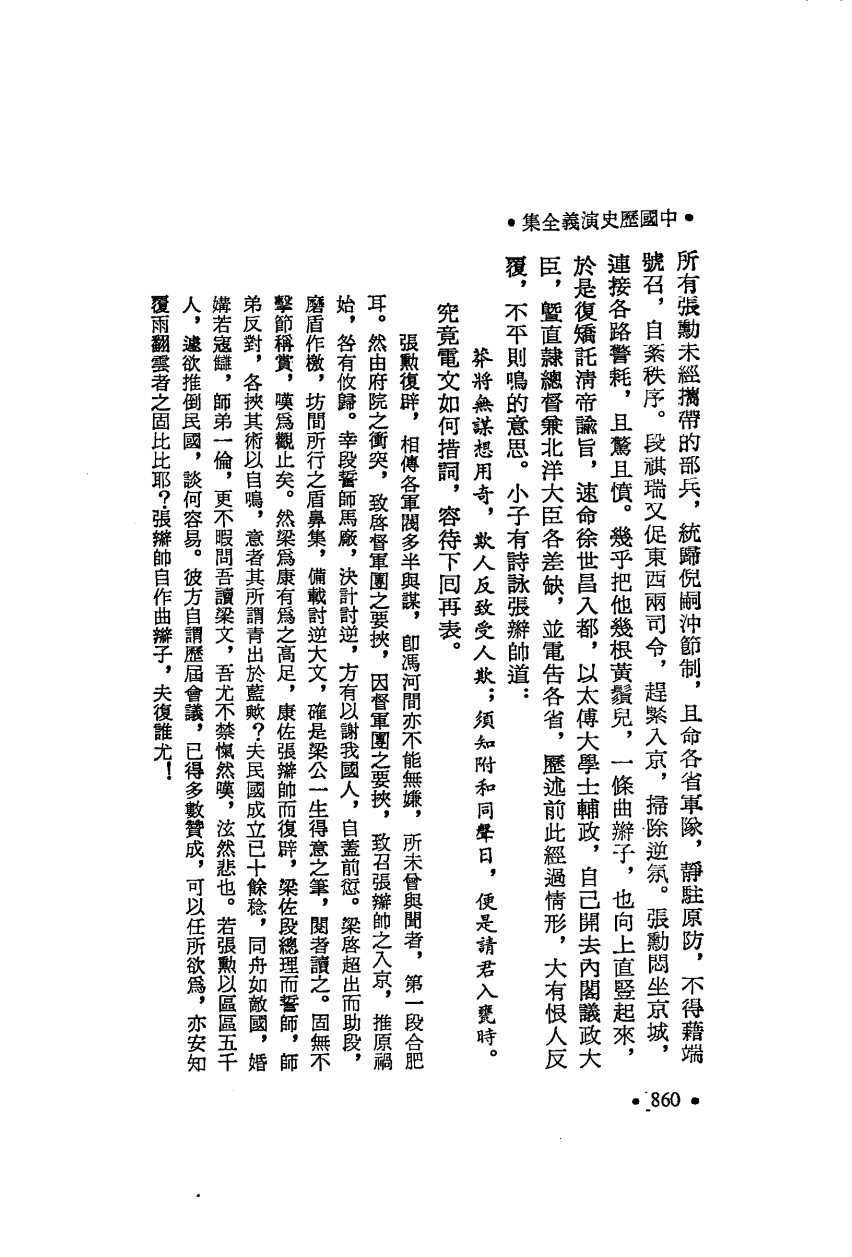 •中國歷史演義全集•
所有張勳未經攜帶的部兵，統歸倪嗣沖節制，且命各省軍隊，靜駐原防，不得藉端
號召，自紊秩序。段祺瑞又促東西兩司令，趕緊入京，掃除逆氛。張勳悶坐京城，
連接各路警耗，且驚且憤。幾乎把他幾根黃鬚兒，一條曲辮子，也向上直豎起來，
於是復矯託清帝諭旨，速命徐世昌入都，以太傅大學士輔政，自己開去內閣議政大
臣，暨直隸總督兼北洋大臣各差缺，並電告各省，歷述前此經過情形，大有恨人反
覆，不平則鳴的意思。小子有詩詠張辮帥道：
莽將無謀想用奇，欺人反致受人欺；須知附和同聲日，便是請君入甕時。
究竟電文如何措詞，容待下回再表。
張勳復辟，相傳各軍閥多半與謀，卽馮河間亦不能無嫌，所未曾與聞者，第一段合肥
耳。然由府院之衝突，致啓督軍團之要挾，因督軍團之要挾，致召張辮帥之入京，推原禍
始，咎有攸歸。幸段誓師馬廠，決計討逆，方有以謝我國人，自蓋前愆。梁啓超出而助段，
磨盾作檄，坊間所行之盾鼻集，備載討逆大文，確是梁公一生得意之筆，閱者讀之。固無不
擊節稱賞，嘆爲觀止矣。然梁爲康有爲之高足，康佐張辮帥而復辟，梁佐段總理而誓師，師
弟反對，各挾其術以自鳴，意者其所謂青出於藍歟？夫民國成立已十餘稔，同舟如敵國，婚
媾若寇讎，師弟一倫，更不暇問吾讀梁文，吾尤不禁愾然嘆，泫然悲也。若張勳以區區五千
人，遽欲推倒民國，談何容易。彼方自謂歷屆會議，已得多數贊成，可以任所欲爲，亦安知
覆雨翻雲者之固比比耶？張辮帥自作曲辮子，夫復誰尤！
•860•